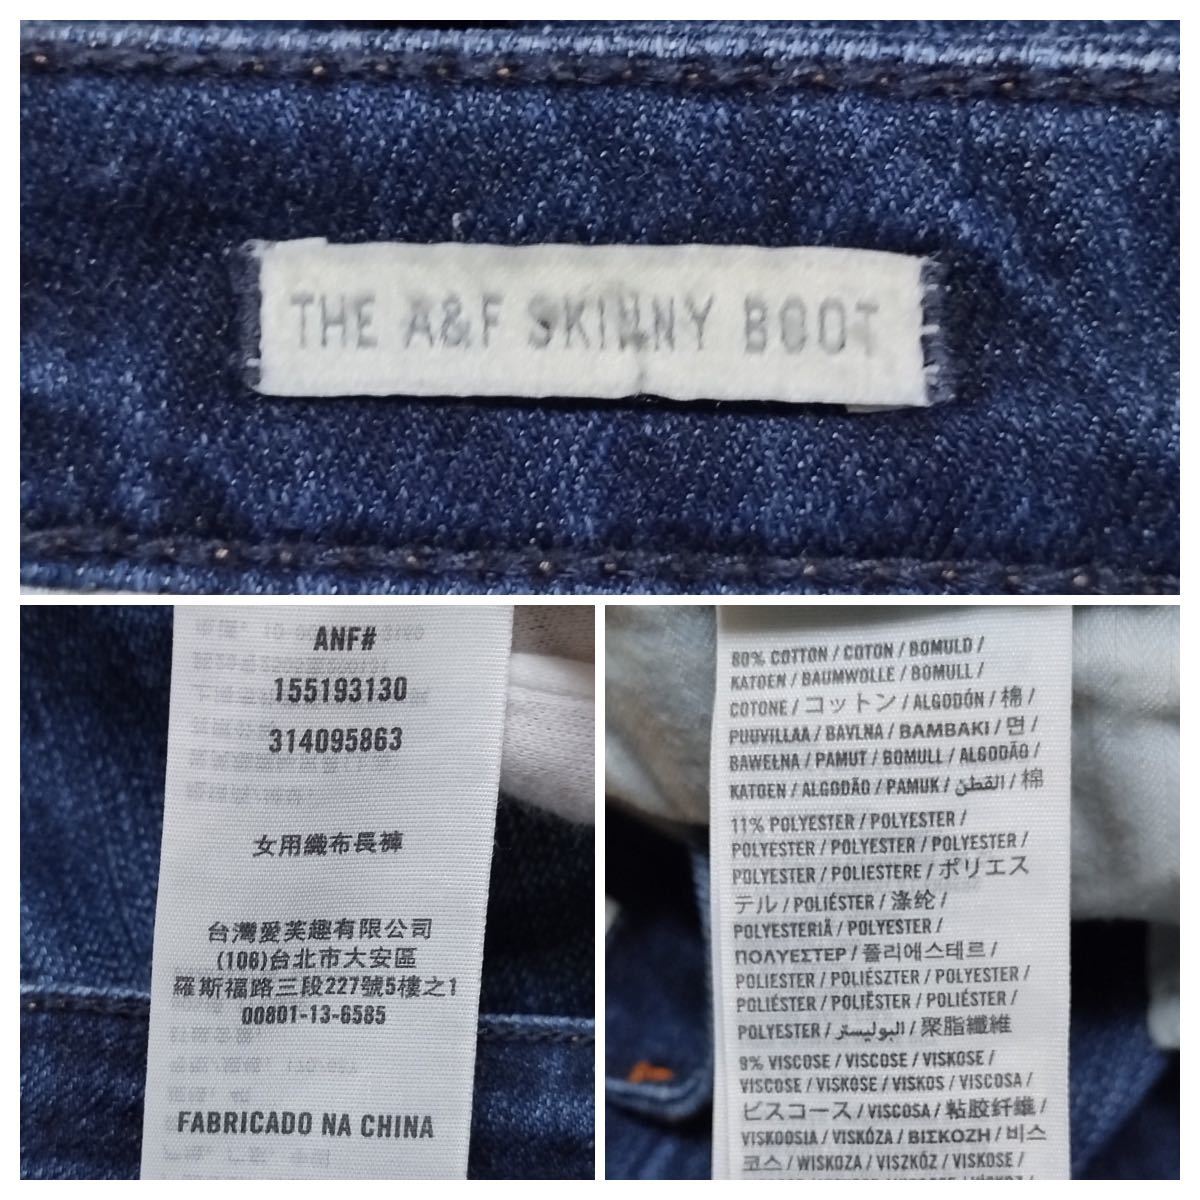 THE A&F SKINNY BOOT
ANF#
155193130
314095863
女用織布長褲
台灣愛芙趣有限公司
(106)台北市大安區
羅斯福路三段227號5樓之1
00801-13-6585
FABRICADO NA CHINA
80% COTTON / COTON / BOMULD /
KATOEN / BAUMWOLLE / BOMULL /
COTONE / コットン / ALGODÓN / 棉 /
PUUVILLAA / BAVLNA / BAMBAKI / 면 /
BAWEŁNA / PAMUT / BOMULL / ALGODÃO /
KATOEN / ALGODÃO / PAMUK / القطن / 棉
11% POLYESTER / POLYESTER /
POLYESTER / POLYESTER / POLYESTER /
POLYESTER / POLIESTERE / ポリエス
テル / POLIÉSTER / 涤纶 /
POLYESTERIÄ / POLYESTER /
ΠΟΛΥΕΣΤΕΡ / 폴리에스테르 /
POLIESTER / POLIÉSZTER / POLYESTER /
POLIÉSTER / POLIËSTER / POLIÉSTER /
POLYESTER / البوليستر / 聚脂纖維
9% VISCOSE / VISCOSE / VISKOSE /
VISCOSE / VISKOSE / VISKOS / VISCOSA /
ビスコース / VISCOSA / 粘胶纤维 /
VISKOOSIA / VISKÓZA / ΒΙΣΚΟΖΗ / 비스
코스 / WISKOZA / VISZKÓZ / VISKOSE /